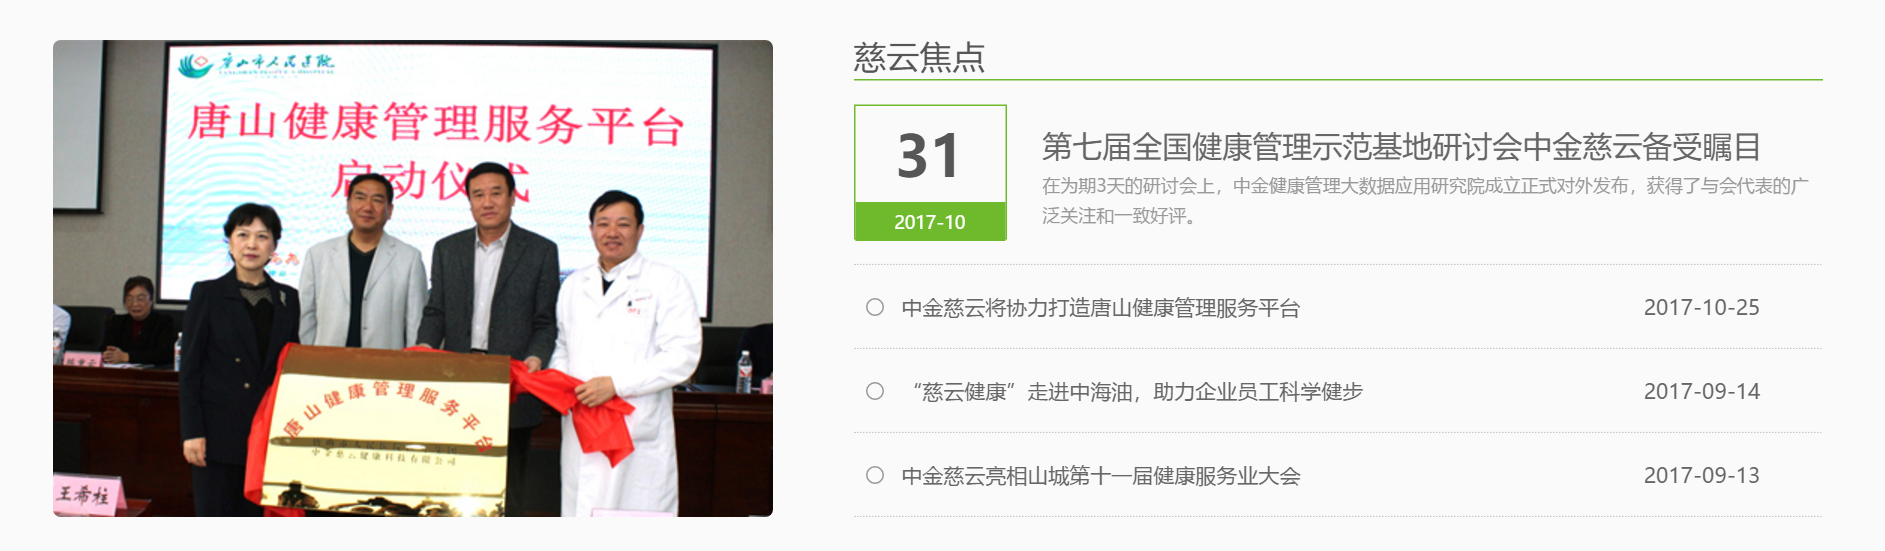 唐山市人民医院
TANGSHAN PEOPLE'S HOSPITAL
唐山健康管理服务平台
启动仪式
唐山健康管理服务平台
中金慈云健康科技有限公司
王希柱
慈云焦点
31
2017-10
第七届全国健康管理示范基地研讨会中金慈云备受瞩目
在为期3天的研讨会上，中金健康管理大数据应用研究院成立正式对外发布，获得了与会代表的广
泛关注和一致好评。
中金慈云将协力打造唐山健康管理服务平台
2017-10-25
“慈云健康”走进中海油，助力企业员工科学健步
2017-09-14
中金慈云亮相山城第十一届健康服务业大会
2017-09-13